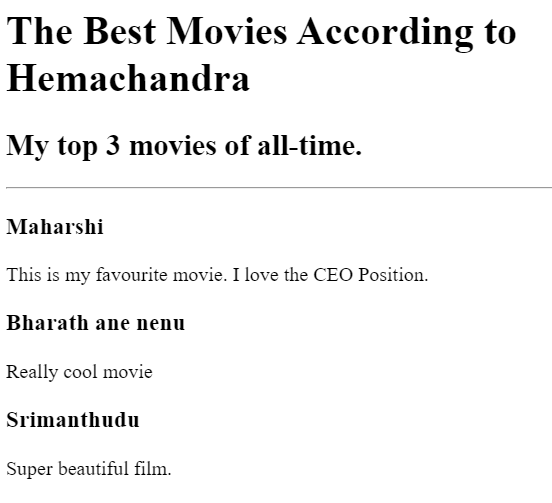 The Best Movies According to
Hemachandra
My top 3 movies of all-time.
Maharshi
This is my favourite movie. I love the CEO Position.
Bharath ane nenu
Really cool movie
Srimanthudu
Super beautiful film.